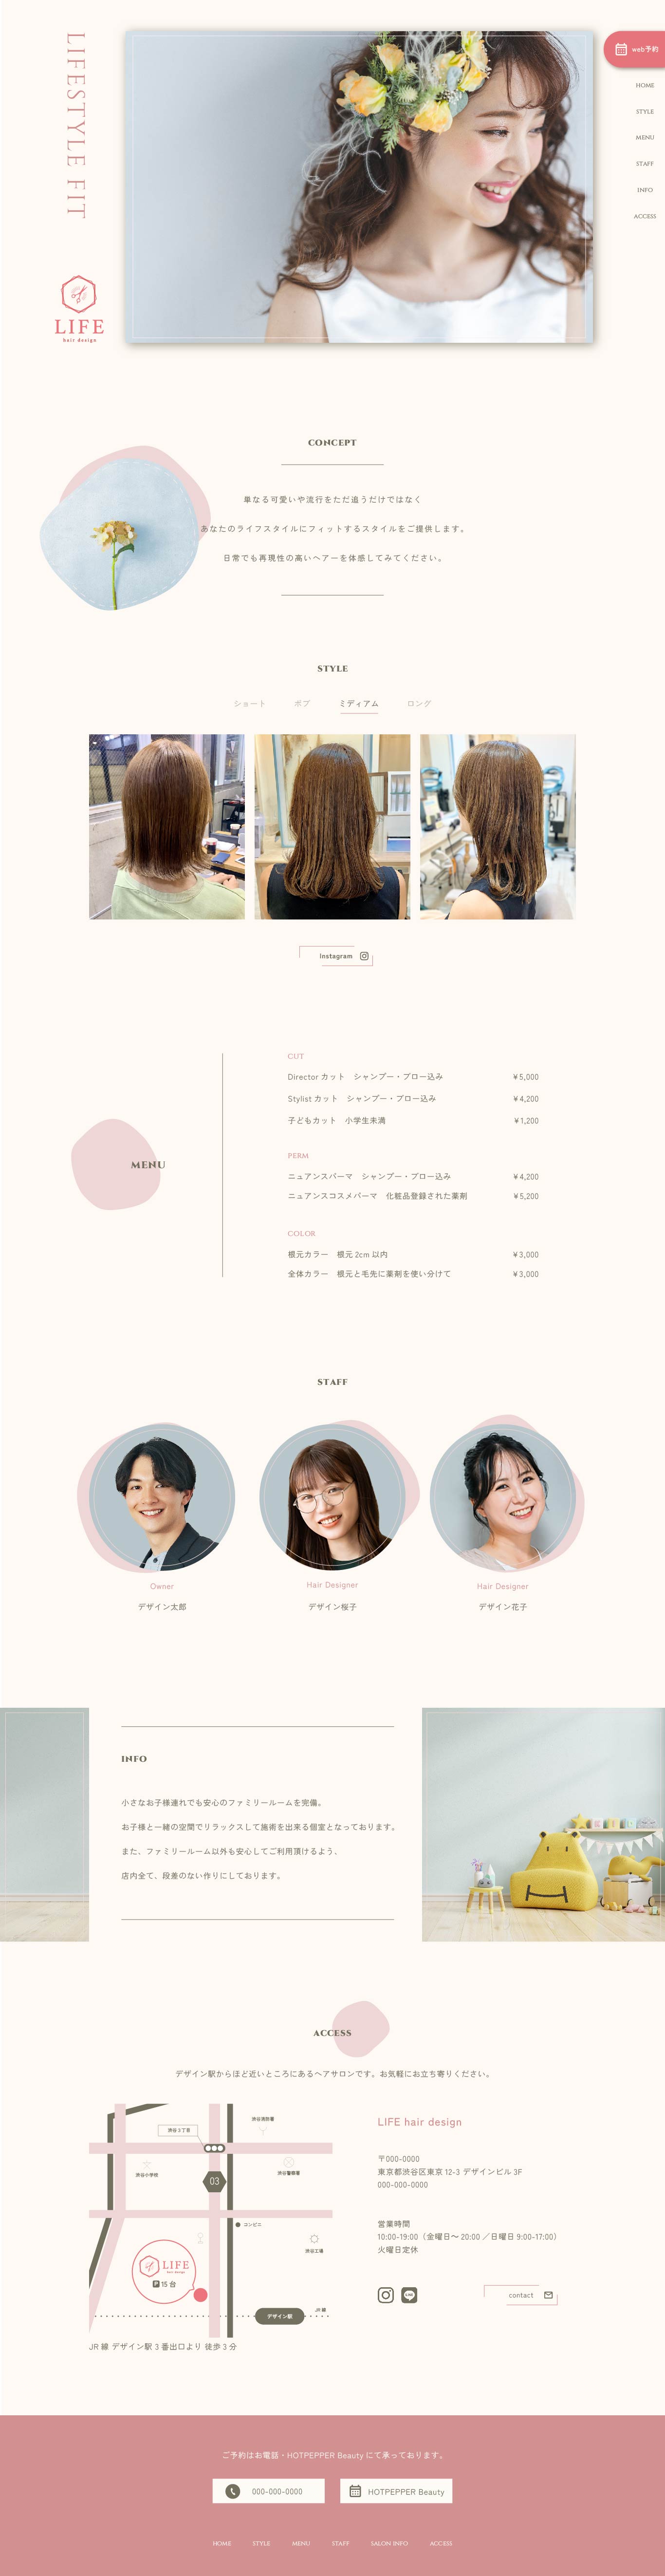 LIFESTYLE FIT
LIFE
hair design
web予約
HOME
STYLE
MENU
STAFF
INFO
ACCESS
CONCEPT
単なる可愛いや流行をただ追うだけではなく
あなたのライフスタイルにフィットするスタイルをご提供します。
日常でも再現性の高いヘアーを体感してみてください。
STYLE
ショート ボブ ミディアム ロング
Instagram
MENU
CUT
Director カット　シャンプー・ブロー込み ¥5,000
Stylist カット　シャンプー・ブロー込み ¥4,200
子どもカット　小学生未満 ¥1,200
PERM
ニュアンスパーマ　シャンプー・ブロー込み ¥4,200
ニュアンスコスメパーマ　化粧品登録された薬剤 ¥5,200
COLOR
根元カラー　根元 2cm 以内 ¥3,000
全体カラー　根元と毛先に薬剤を使い分けて ¥3,000
STAFF
Owner
デザイン太郎
Hair Designer
デザイン桜子
Hair Designer
デザイン花子
INFO
小さなお子様連れでも安心のファミリールームを完備。
お子様と一緒の空間でリラックスして施術を出来る個室となっております。
また、ファミリールーム以外も安心してご利用頂けるよう、
店内全て、段差のない作りにしております。
ACCESS
デザイン駅からほど近いところにあるヘアサロンです。お気軽にお立ち寄りください。
渋谷消防署
渋谷３丁目
渋谷小学校
渋谷警察署
03
コンビニ
渋谷工場
LIFE
hair design
P 15 台
JR 線
デザイン駅
JR 線 デザイン駅 3 番出口より 徒歩 3 分
LIFE hair design
〒000-0000
東京都渋谷区東京 12-3 デザインビル 3F
000-000-0000
営業時間
10:00-19:00（金曜日〜 20:00 ／日曜日 9:00-17:00）
火曜日定休
LINE
contact
ご予約はお電話・HOTPEPPER Beauty にて承っております。
000-000-0000
HOTPEPPER Beauty
HOME STYLE MENU STAFF SALON INFO ACCESS